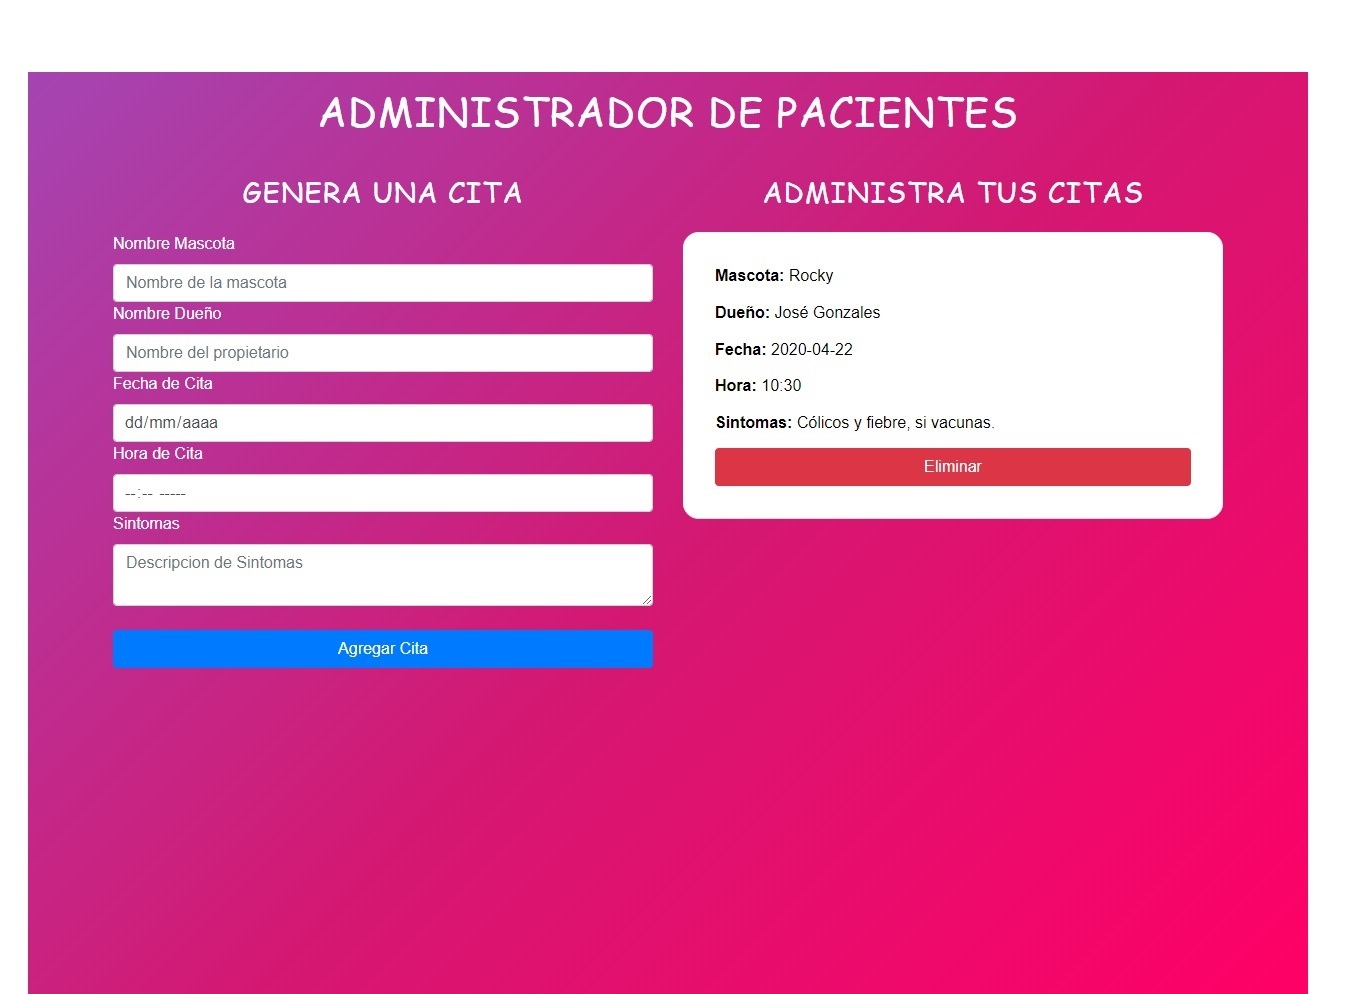 ADMINISTRADOR DE PACIENTES
GENERA UNA CITA
Nombre Mascota
Nombre de la mascota
Nombre Dueño
Nombre del propietario
Fecha de Cita
dd/mm/aaaa
Hora de Cita
--:-- -----
Sintomas
Descripcion de Sintomas
Agregar Cita
ADMINISTRA TUS CITAS
Mascota: Rocky
Dueño: José Gonzales
Fecha: 2020-04-22
Hora: 10:30
Sintomas: Cólicos y fiebre, si vacunas.
Eliminar